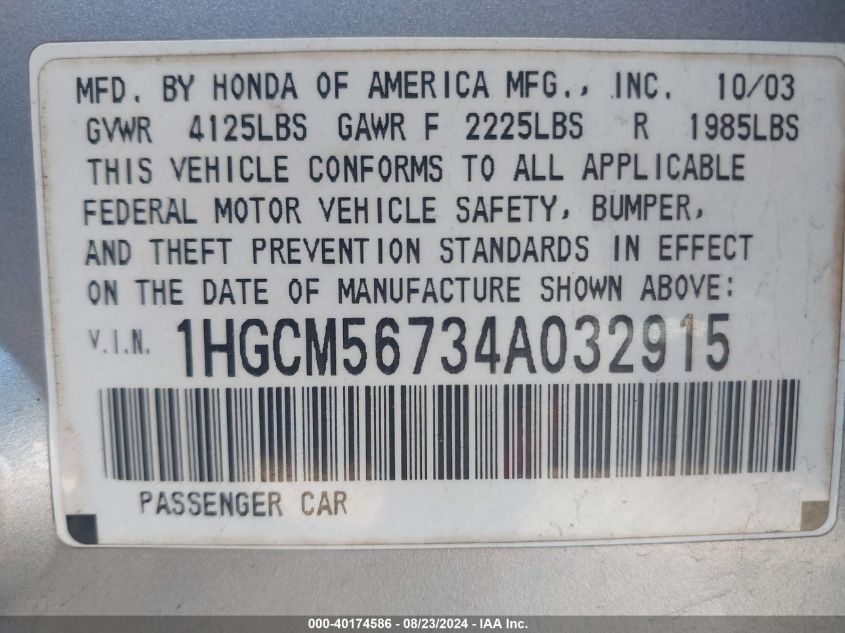 MFD. BY HONDA OF AMERICA MFG., INC. 10/03
GVWR 4125LBS GAWR F 2225LBS R 1985LBS
THIS VEHICLE CONFORMS TO ALL APPLICABLE
FEDERAL MOTOR VEHICLE SAFETY, BUMPER,
AND THEFT PREVENTION STANDARDS IN EFFECT
ON THE DATE OF MANUFACTURE SHOWN ABOVE:
V.I.N. 1HGCM56734A032915
PASSENGER CAR
000-40174586 - 08/23/2024 - IAA Inc.